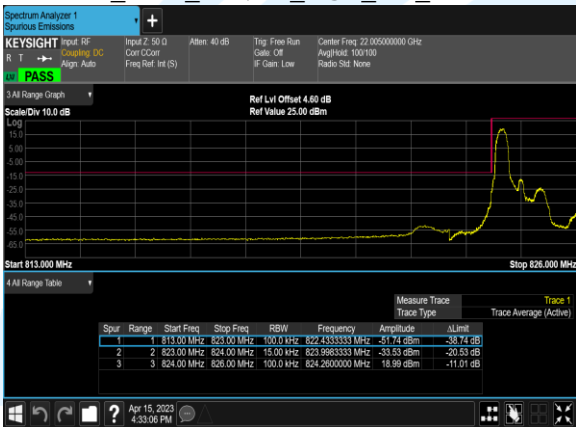 Spectrum Analyzer 1
Spurious Emissions
+
KEYSIGHT Input: RF Input Z: 50 Ω Atten: 40 dB Trig: Free Run Center Freq: 22.005000000 GHz
R T Coupling: DC Corr CCorr Gate: Off Avg|Hold: 100/100
Align: Auto Freq Ref: Int (S) IF Gain: Low Radio Std: None
LXI PASS
3 All Range Graph
Ref Lvl Offset 4.60 dB
Scale/Div 10.0 dB Ref Value 25.00 dBm
Log
15.0
5.00
-5.00
-15.0
-25.0
-35.0
-45.0
-55.0
-65.0
Start 813.000 MHz Stop 826.000 MHz
4 All Range Table
Measure Trace Trace 1
Trace Type Trace Average (Active)
Spur Range Start Freq Stop Freq RBW Frequency Amplitude ΔLimit
1 1 813.00 MHz 823.00 MHz 100.0 kHz 822.4333333 MHz -51.74 dBm -38.74 dB
2 2 823.00 MHz 824.00 MHz 15.00 kHz 823.9983333 MHz -33.53 dBm -20.53 dB
3 3 824.00 MHz 826.00 MHz 100.0 kHz 824.2600000 MHz 18.99 dBm -11.01 dB
? Apr 15, 2023
4:33:06 PM